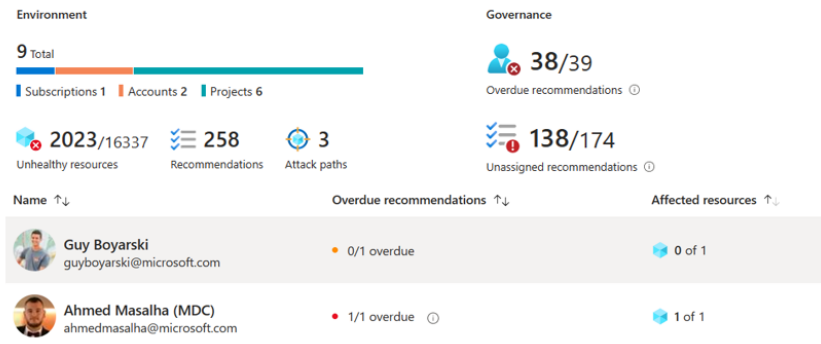 Environment
Governance
9 Total
38/39
Subscriptions 1 Accounts 2 Projects 6
Overdue recommendations
2023/16337 258 3
138/174
Unhealthy resources Recommendations Attack paths
Unassigned recommendations
Name Overdue recommendations Affected resources
Guy Boyarski
guyboyarski@microsoft.com
0/1 overdue
0 of 1
Ahmed Masalha (MDC)
ahmedmasalha@microsoft.com
1/1 overdue
1 of 1